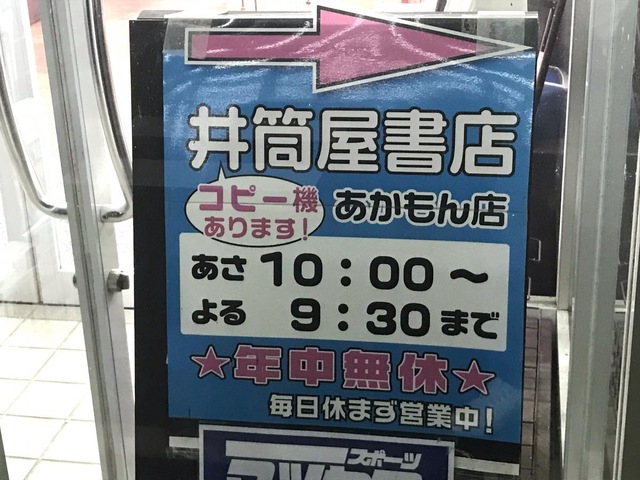 井筒屋書店
コピー機
あります!
あかもん店
あさ 10:00〜
よる 9:30まで
★年中無休★
毎日休まず営業中!
スポーツ